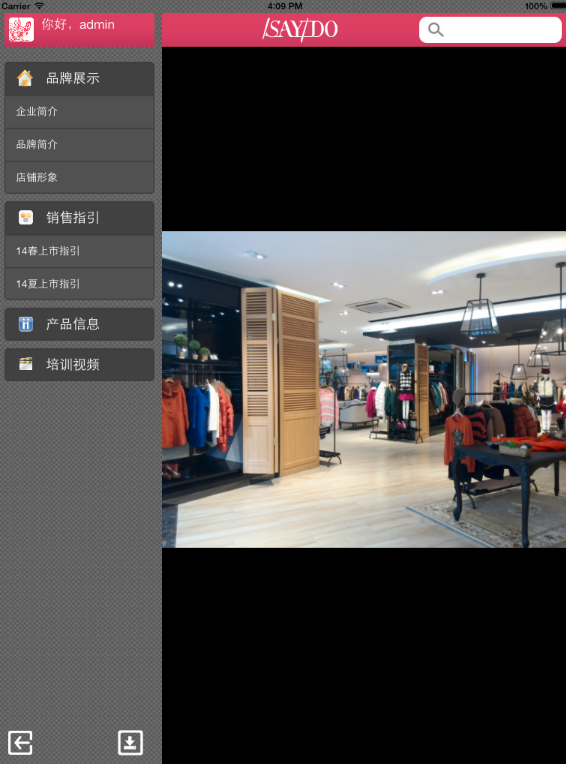 Carrier
4:09 PM
100%
你好，admin
ISAYIDO
品牌展示
企业简介
品牌简介
店铺形象
销售指引
14春上市指引
14夏上市指引
产品信息
培训视频